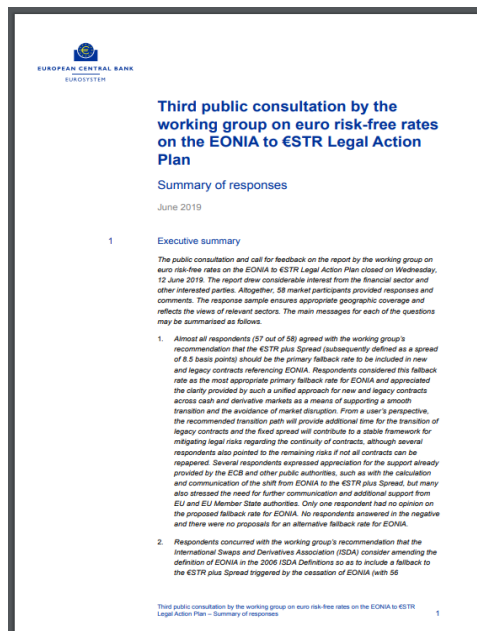 EUROPEAN CENTRAL BANK
EUROSYSTEM
Third public consultation by the
working group on euro risk-free rates
on the EONIA to €STR Legal Action
Plan
Summary of responses
June 2019
1 Executive summary
The public consultation and call for feedback on the report by the working group on
euro risk-free rates on the EONIA to €STR Legal Action Plan closed on Wednesday,
12 June 2019. The report drew considerable interest from the financial sector and
other interested parties. Altogether, 58 market participants provided responses and
comments. The response sample ensures appropriate geographic coverage and
reflects the views of relevant sectors. The main messages for each of the questions
may be summarised as follows.
1. Almost all respondents (57 out of 58) agreed with the working group's
recommendation that the €STR plus Spread (subsequently defined as a spread
of 8.5 basis points) should be the primary fallback rate to be included in new
and legacy contracts referencing EONIA. Respondents considered this fallback
rate as the most appropriate primary fallback rate for EONIA and appreciated
the clarity provided by such a unified approach for new and legacy contracts
across cash and derivative markets as a means of supporting a smooth
transition and the avoidance of market disruption. From a user's perspective,
the recommended transition path will provide additional time for the transition of
legacy contracts and the fixed spread will contribute to a stable framework for
mitigating legal risks regarding the continuity of contracts, although several
respondents also pointed to the remaining risks if not all contracts can be
repapered. Several respondents expressed appreciation for the support already
provided by the ECB and other public authorities, such as with the calculation
and communication of the shift from EONIA to the €STR plus Spread, but many
also stressed the need for further communication and additional support from
EU and EU Member State authorities. Only one respondent had no opinion on
the proposed fallback rate for EONIA. No respondents answered in the negative
and there were no proposals for an alternative fallback rate for EONIA.
2. Respondents concurred with the working group's recommendation that the
International Swaps and Derivatives Association (ISDA) consider amending the
definition of EONIA in the 2006 ISDA Definitions so as to include a fallback to
the €STR plus Spread triggered by the cessation of EONIA (with 56
Third public consultation by the working group on euro risk-free rates on the EONIA to €STR
Legal Action Plan – Summary of responses 1